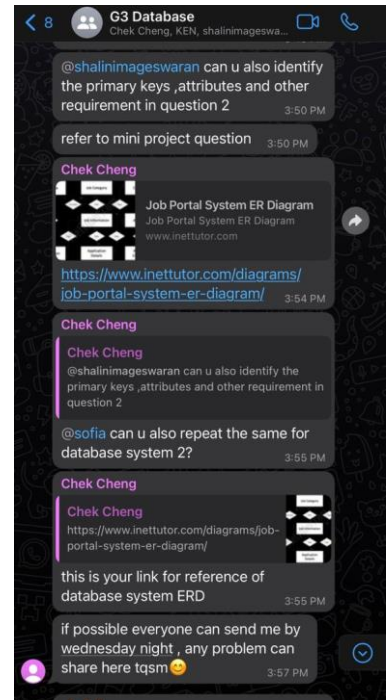 8
G3 Database
Chek Cheng, KEN, shalinimageswa...
@shalinimageswaran can u also identify
the primary keys ,attributes and other
requirement in question 2
3:50 PM
refer to mini project question
3:50 PM
Chek Cheng
Job Portal System ER Diagram
Job Portal System ER Diagram
www.inettutor.com
https://www.inettutor.com/diagrams/
job-portal-system-er-diagram/
3:54 PM
Chek Cheng
Chek Cheng
@shalinimageswaran can u also identify the
primary keys ,attributes and other requirement in
question 2
@sofia can u also repeat the same for
database system 2?
3:55 PM
Chek Cheng
Chek Cheng
https://www.inettutor.com/diagrams/job-
portal-system-er-diagram/
this is your link for reference of
database system ERD
3:55 PM
if possible everyone can send me by
wednesday night , any problem can
share here tqsm😊
3:57 PM